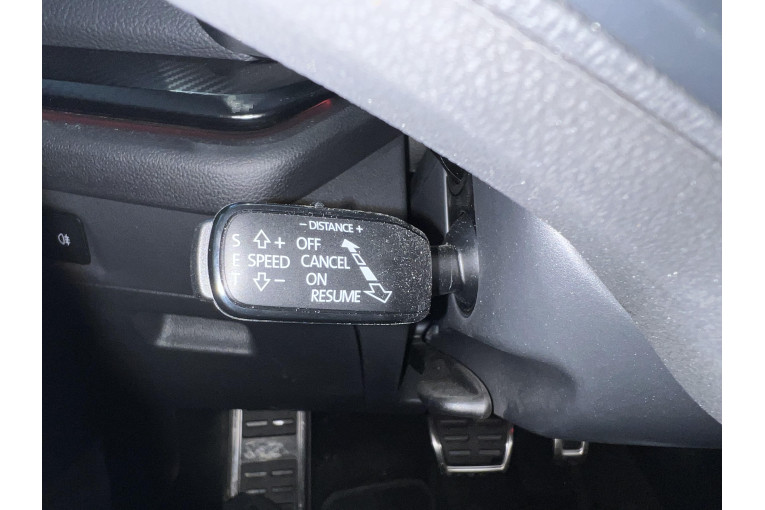 − DISTANCE +
S + OFF
E SPEED CANCEL
T − ON
RESUME